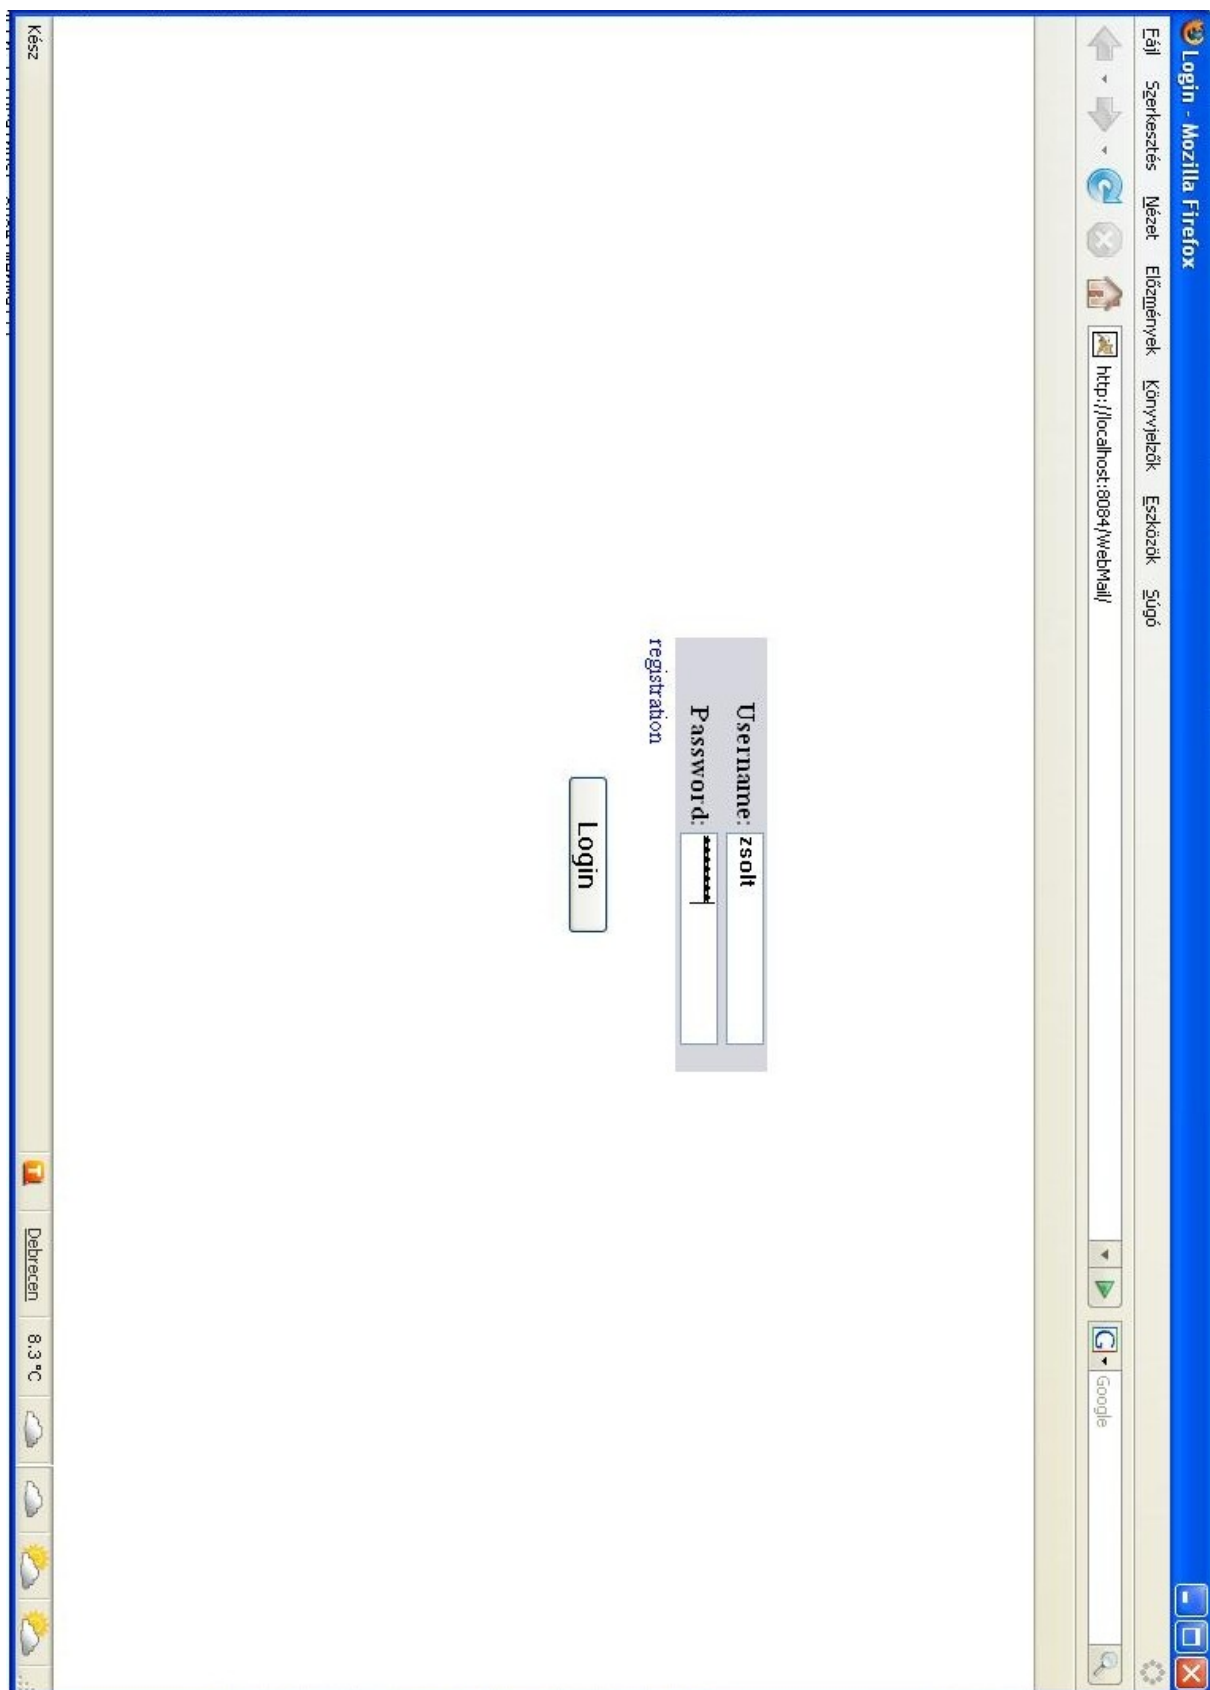 Login - Mozilla Firefox
Fájl Szerkesztés Nézet Előzmények Könyvjelzők Eszközök Súgó
http://localhost:8084/WebMail/ Google
Username: zsolt
Password: *******
registration
Login
Kész Debrecen 8.3 °C